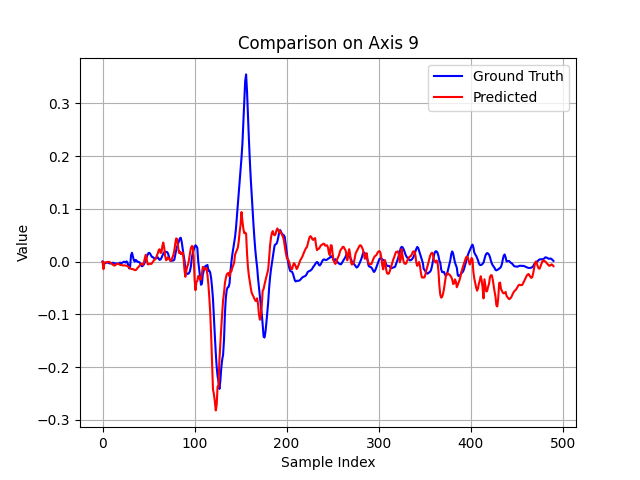 Comparison on Axis 9
Ground Truth
Predicted
0.3
0.2
0.1
0.0
−0.1
−0.2
−0.3
Value
0 100 200 300 400 500
Sample Index